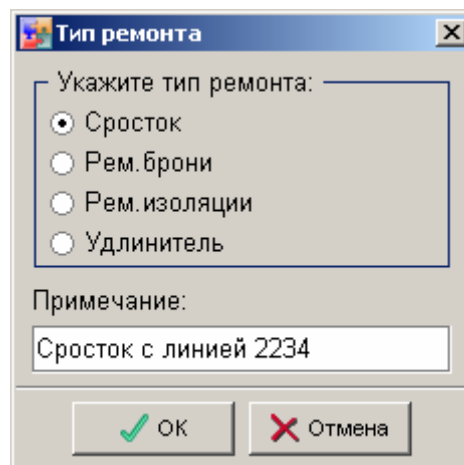 Тип ремонта
Укажите тип ремонта:
Сросток
Рем.брони
Рем.изоляции
Удлинитель
Примечание:
Сросток с линией 2234
OK Отмена